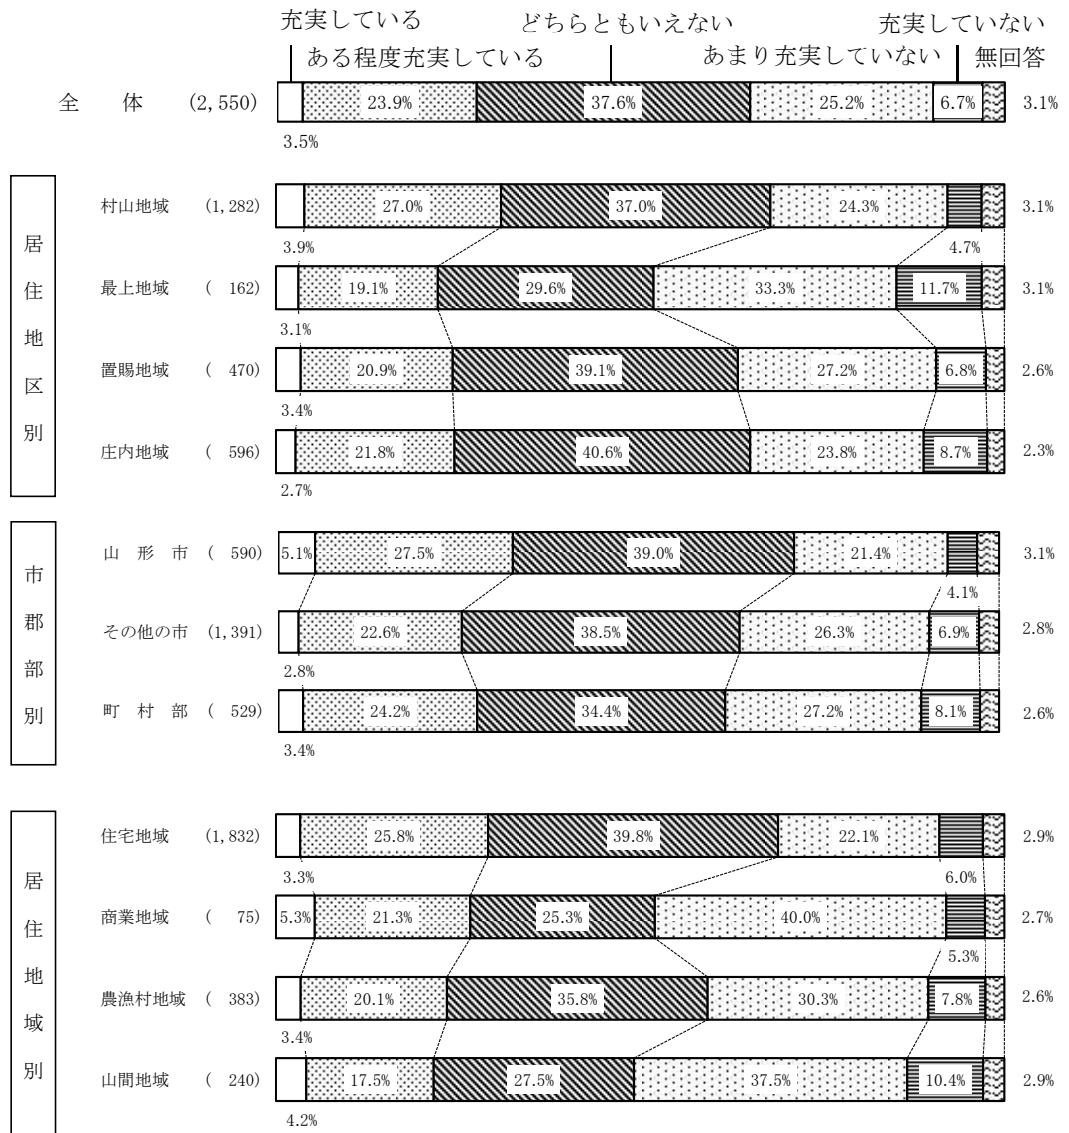 充実している どちらともいえない 充実していない
ある程度充実している あまり充実していない 無回答
全 体 (2,550) 23.9% 37.6% 25.2% 6.7% 3.1%
3.5%
居住地区別
村山地域 (1,282) 27.0% 37.0% 24.3% 3.1%
3.9% 4.7%
最上地域 ( 162) 19.1% 29.6% 33.3% 11.7% 3.1%
3.1%
置賜地域 ( 470) 20.9% 39.1% 27.2% 6.8% 2.6%
3.4%
庄内地域 ( 596) 21.8% 40.6% 23.8% 8.7% 2.3%
2.7%
市郡部別
山 形 市 ( 590) 5.1% 27.5% 39.0% 21.4% 3.1%
4.1%
その他の市 (1,391) 22.6% 38.5% 26.3% 6.9% 2.8%
2.8%
町 村 部 ( 529) 24.2% 34.4% 27.2% 8.1% 2.6%
3.4%
居住地域別
住宅地域 (1,832) 25.8% 39.8% 22.1% 2.9%
3.3% 6.0%
商業地域 ( 75) 5.3% 21.3% 25.3% 40.0% 2.7%
5.3%
農漁村地域 ( 383) 20.1% 35.8% 30.3% 7.8% 2.6%
3.4%
山間地域 ( 240) 17.5% 27.5% 37.5% 10.4% 2.9%
4.2%